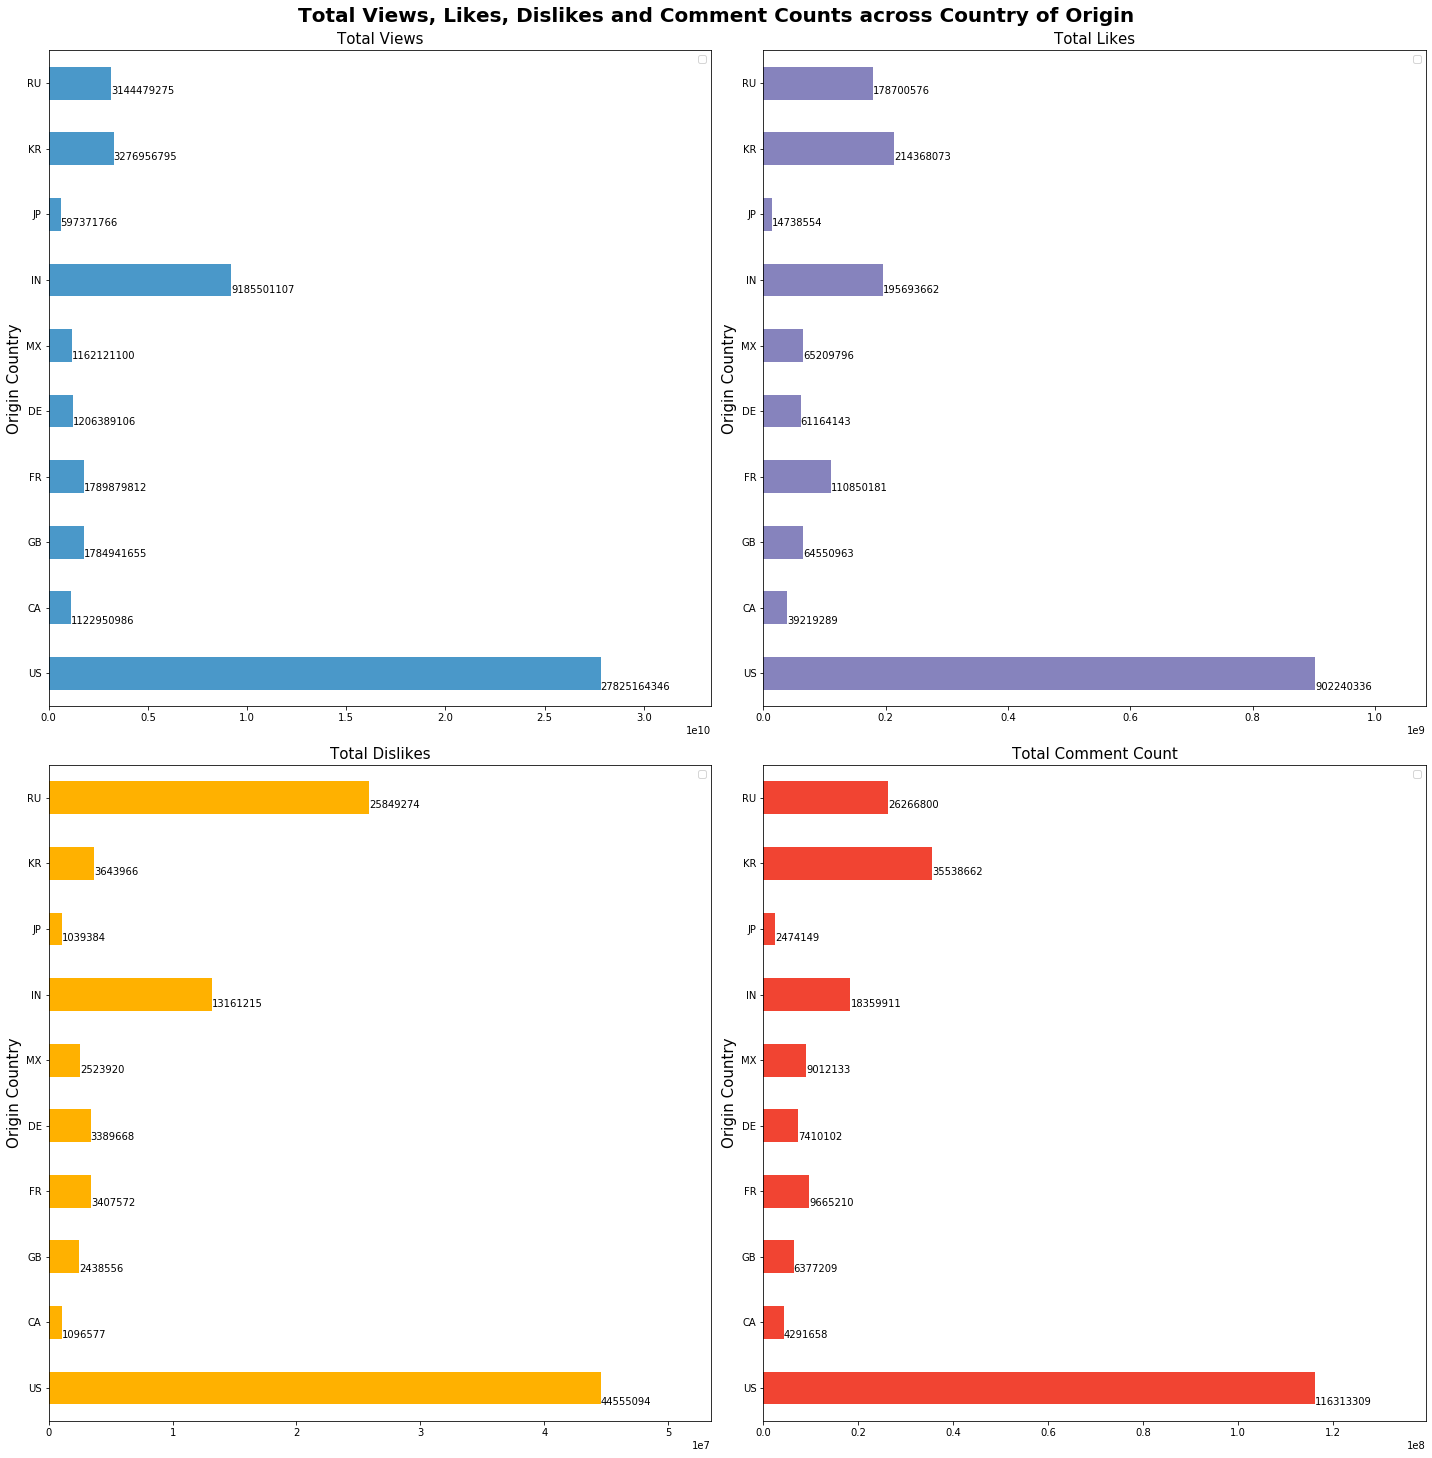 Total Views, Likes, Dislikes and Comment Counts across Country of Origin
Total Views
Origin Country
RU
3144479275
KR
3276956795
JP
597371766
IN
9185501107
MX
1162121100
DE
1206389106
FR
1789879812
GB
1784941655
CA
1122950986
US
27825164346
0.0 0.5 1.0 1.5 2.0 2.5 3.0
1e10
Total Likes
Origin Country
RU
178700576
KR
214368073
JP
14738554
IN
195693662
MX
65209796
DE
61164143
FR
110850181
GB
64550963
CA
39219289
US
902240336
0.0 0.2 0.4 0.6 0.8 1.0
1e9
Total Dislikes
Origin Country
RU
25849274
KR
3643966
JP
1039384
IN
13161215
MX
2523920
DE
3389668
FR
3407572
GB
2438556
CA
1096577
US
44555094
0 1 2 3 4 5
1e7
Total Comment Count
Origin Country
RU
26266800
KR
35538662
JP
2474149
IN
18359911
MX
9012133
DE
7410102
FR
9665210
GB
6377209
CA
4291658
US
116313309
0.0 0.2 0.4 0.6 0.8 1.0 1.2
1e8